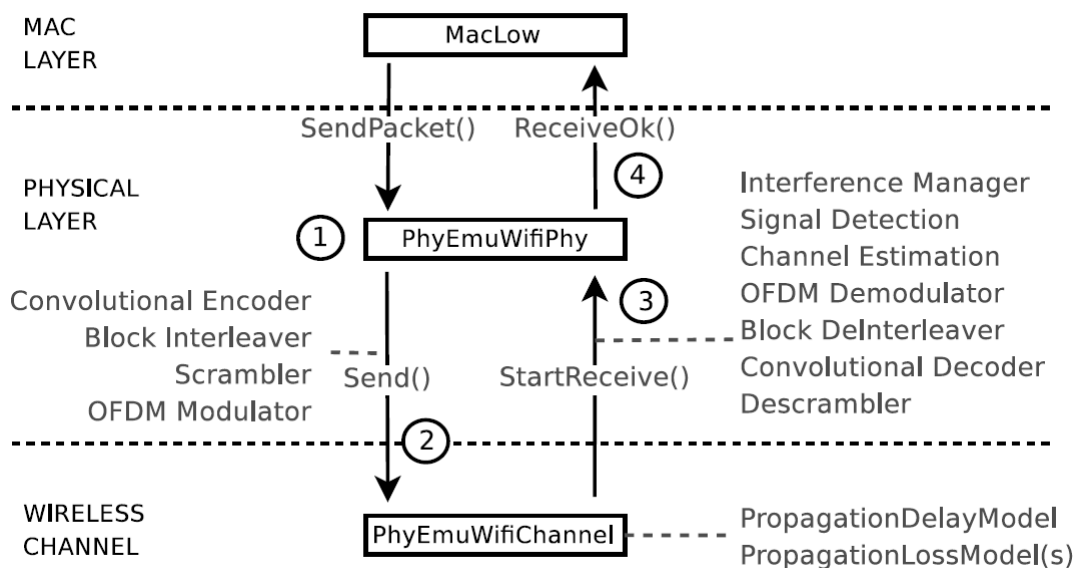 MAC
LAYER
MacLow
SendPacket()
ReceiveOk()
PHYSICAL
LAYER
1
PhyEmuWifiPhy
4
Interference Manager
Signal Detection
Channel Estimation
OFDM Demodulator
Block DeInterleaver
Convolutional Decoder
Descrambler
3
Convolutional Encoder
Block Interleaver
Scrambler
OFDM Modulator
Send()
StartReceive()
2
WIRELESS
CHANNEL
PhyEmuWifiChannel
PropagationDelayModel
PropagationLossModel(s)